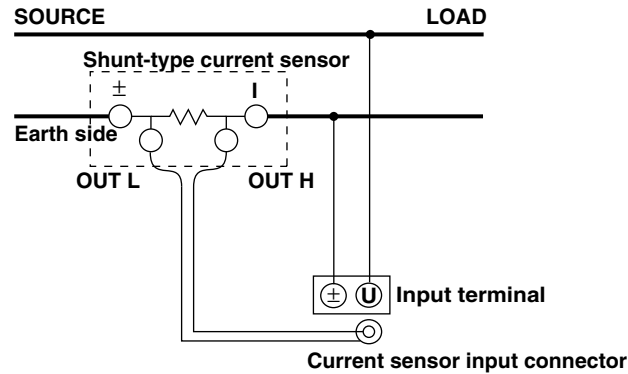 SOURCE LOAD
Shunt-type current sensor
± I
Earth side
OUT L OUT H
± U Input terminal
Current sensor input connector